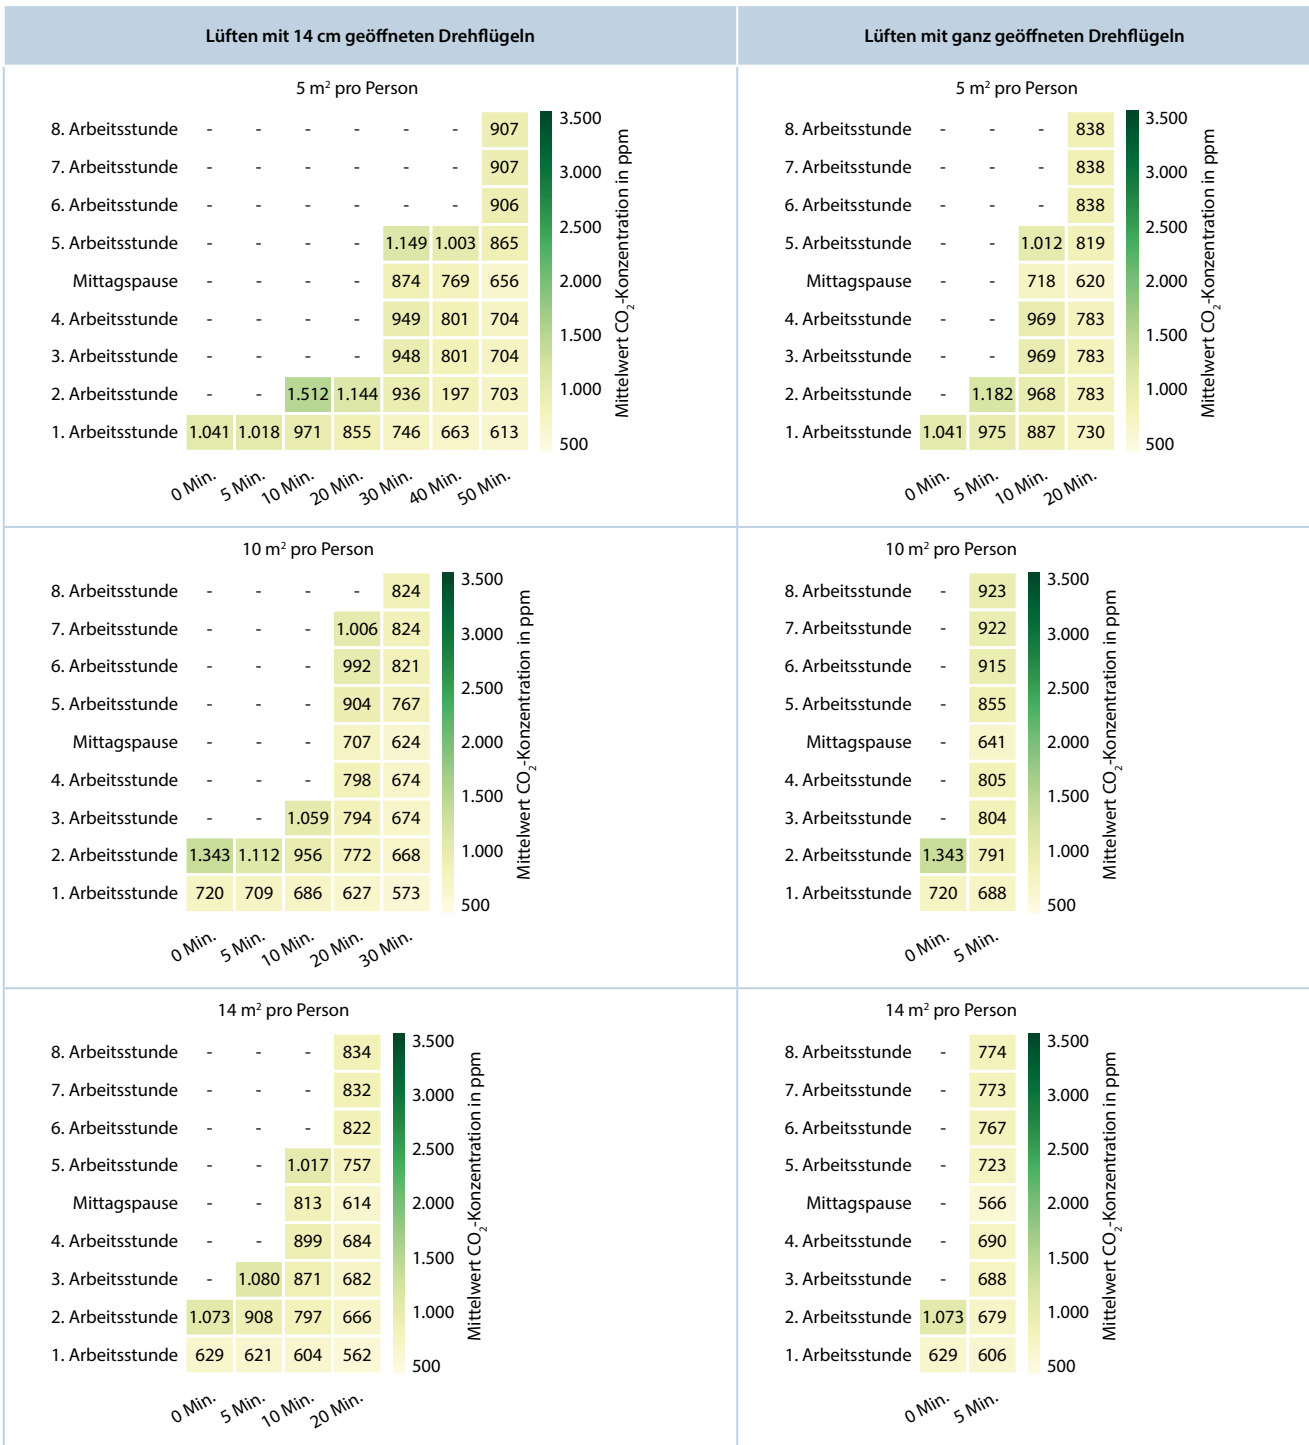 Lüften mit 14 cm geöffneten Drehflügeln
Lüften mit ganz geöffneten Drehflügeln
5 m² pro Person
8. Arbeitsstunde - - - - - - 907
7. Arbeitsstunde - - - - - - 907
6. Arbeitsstunde - - - - - - 906
5. Arbeitsstunde - - - - 1.149 1.003 865
Mittagspause - - - - 874 769 656
4. Arbeitsstunde - - - - 949 801 704
3. Arbeitsstunde - - - - 948 801 704
2. Arbeitsstunde - - 1.512 1.144 936 197 703
1. Arbeitsstunde 1.041 1.018 971 855 746 663 613
0 Min. 5 Min. 10 Min. 20 Min. 30 Min. 40 Min. 50 Min.
3.500
3.000
2.500
2.000
1.500
1.000
500
Mittelwert CO₂-Konzentration in ppm
5 m² pro Person
8. Arbeitsstunde - - - 838
7. Arbeitsstunde - - - 838
6. Arbeitsstunde - - - 838
5. Arbeitsstunde - - 1.012 819
Mittagspause - - 718 620
4. Arbeitsstunde - - 969 783
3. Arbeitsstunde - - 969 783
2. Arbeitsstunde - 1.182 968 783
1. Arbeitsstunde 1.041 975 887 730
0 Min. 5 Min. 10 Min. 20 Min.
3.500
3.000
2.500
2.000
1.500
1.000
500
Mittelwert CO₂-Konzentration in ppm
10 m² pro Person
8. Arbeitsstunde - - - - 824
7. Arbeitsstunde - - - 1.006 824
6. Arbeitsstunde - - - 992 821
5. Arbeitsstunde - - - 904 767
Mittagspause - - - 707 624
4. Arbeitsstunde - - - 798 674
3. Arbeitsstunde - - 1.059 794 674
2. Arbeitsstunde 1.343 1.112 956 772 668
1. Arbeitsstunde 720 709 686 627 573
0 Min. 5 Min. 10 Min. 20 Min. 30 Min.
3.500
3.000
2.500
2.000
1.500
1.000
500
Mittelwert CO₂-Konzentration in ppm
10 m² pro Person
8. Arbeitsstunde - 923
7. Arbeitsstunde - 922
6. Arbeitsstunde - 915
5. Arbeitsstunde - 855
Mittagspause - 641
4. Arbeitsstunde - 805
3. Arbeitsstunde - 804
2. Arbeitsstunde 1.343 791
1. Arbeitsstunde 720 688
0 Min. 5 Min.
3.500
3.000
2.500
2.000
1.500
1.000
500
Mittelwert CO₂-Konzentration in ppm
14 m² pro Person
8. Arbeitsstunde - - - 834
7. Arbeitsstunde - - - 832
6. Arbeitsstunde - - - 822
5. Arbeitsstunde - - 1.017 757
Mittagspause - - 813 614
4. Arbeitsstunde - - 899 684
3. Arbeitsstunde - 1.080 871 682
2. Arbeitsstunde 1.073 908 797 666
1. Arbeitsstunde 629 621 604 562
0 Min. 5 Min. 10 Min. 20 Min.
3.500
3.000
2.500
2.000
1.500
1.000
500
Mittelwert CO₂-Konzentration in ppm
14 m² pro Person
8. Arbeitsstunde - 774
7. Arbeitsstunde - 773
6. Arbeitsstunde - 767
5. Arbeitsstunde - 723
Mittagspause - 566
4. Arbeitsstunde - 690
3. Arbeitsstunde - 688
2. Arbeitsstunde 1.073 679
1. Arbeitsstunde 629 606
0 Min. 5 Min.
3.500
3.000
2.500
2.000
1.500
1.000
500
Mittelwert CO₂-Konzentration in ppm